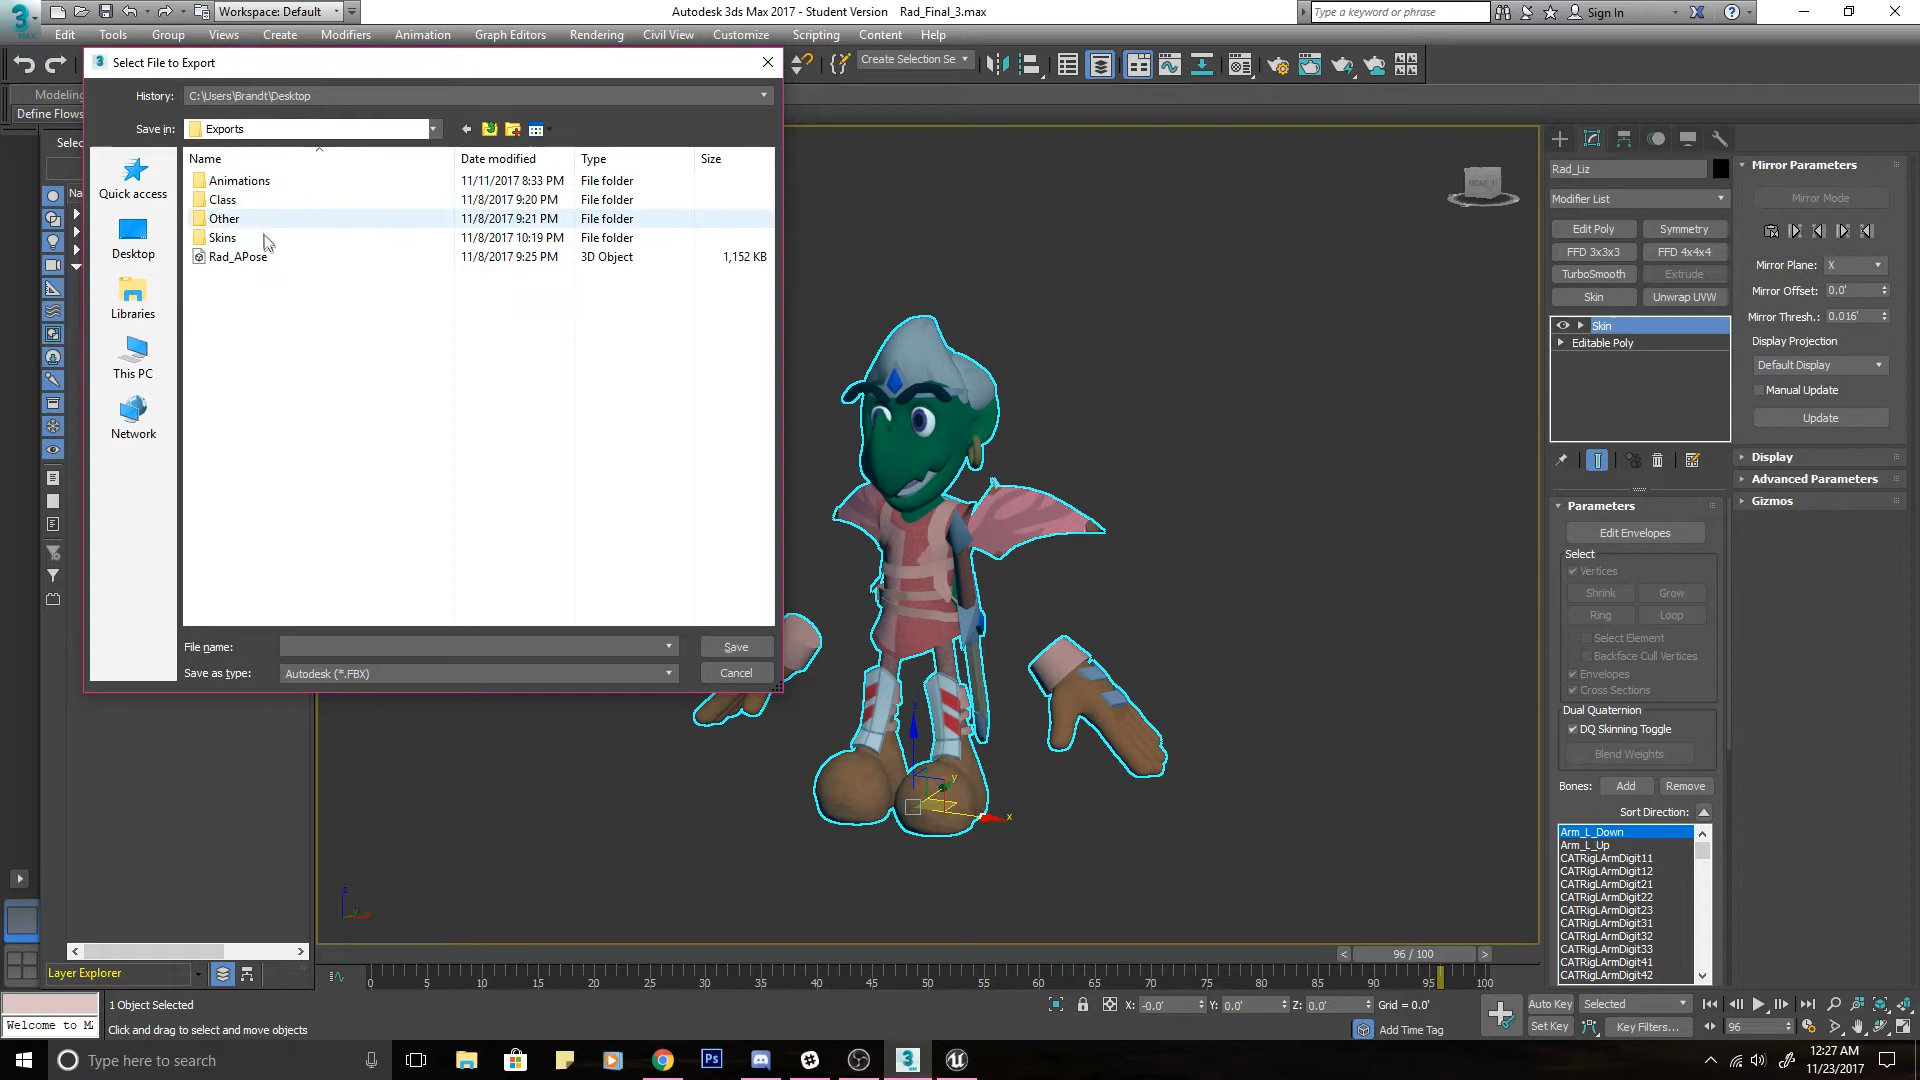 3 MAX Workspace: Default Autodesk 3ds Max 2017 - Student Version Rad_Final_3.max Type a keyword or phrase Sign In
Edit Tools Group Views Create Modifiers Animation Graph Editors Rendering Civil View Customize Scripting Content Help
3 Select File to Export
Create Selection Se
Modeling
History: C:\Users\Brandt\Desktop
Define Flows
Save in: Exports
Selec
Name Date modified Type Size
Animations 11/11/2017 8:33 PM File folder
Class 11/8/2017 9:20 PM File folder
Other 11/8/2017 9:21 PM File folder
Skins 11/8/2017 10:19 PM File folder
Rad_APose 11/8/2017 9:25 PM 3D Object 1,152 KB
Quick access
Na
Desktop
Libraries
This PC
Network
File name: Save
Save as type: Autodesk (*.FBX) Cancel
FRONT
Rad_Liz
Modifier List
Edit Poly Symmetry
FFD 3x3x3 FFD 4x4x4
TurboSmooth Extrude
Skin Unwrap UVW
Skin
Editable Poly
Parameters
Edit Envelopes
Select
Vertices
Shrink Grow
Ring Loop
Select Element
Backface Cull Vertices
Envelopes
Cross Sections
Dual Quaternion
DQ Skinning Toggle
Blend Weights
Bones: Add Remove
Sort Direction:
Arm_L_Down
Arm_L_Up
CATRigLArmDigit11
CATRigLArmDigit12
CATRigLArmDigit21
CATRigLArmDigit22
CATRigLArmDigit23
CATRigLArmDigit31
CATRigLArmDigit32
CATRigLArmDigit33
CATRigLArmDigit41
CATRigLArmDigit42
Mirror Parameters
Mirror Mode
Mirror Plane: X
Mirror Offset: 0.0'
Mirror Thresh.: 0.016'
Display Projection
Default Display
Manual Update
Update
Display
Advanced Parameters
Gizmos
z
y
x
z
y
x
< 96 / 100 >
Layer Explorer
0 5 10 15 20 25 30 35 40 45 50 55 60 65 70 75 80 85 90 95 100
1 Object Selected X: -0.0' Y: 0.0' Z: 0.0' Grid = 0.0' Auto Key Selected
Welcome to MA Click and drag to select and move objects Add Time Tag Set Key Key Filters... 96
Type here to search
Ps
12:27 AM
11/23/2017